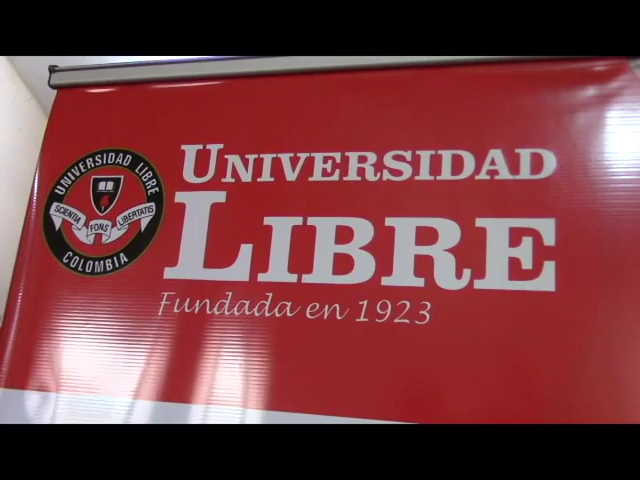 UNIVERSIDAD LIBRE
SCIENTIA FONS LIBERTATIS
COLOMBIA
UNIVERSIDAD
LIBRE
Fundada en 1923